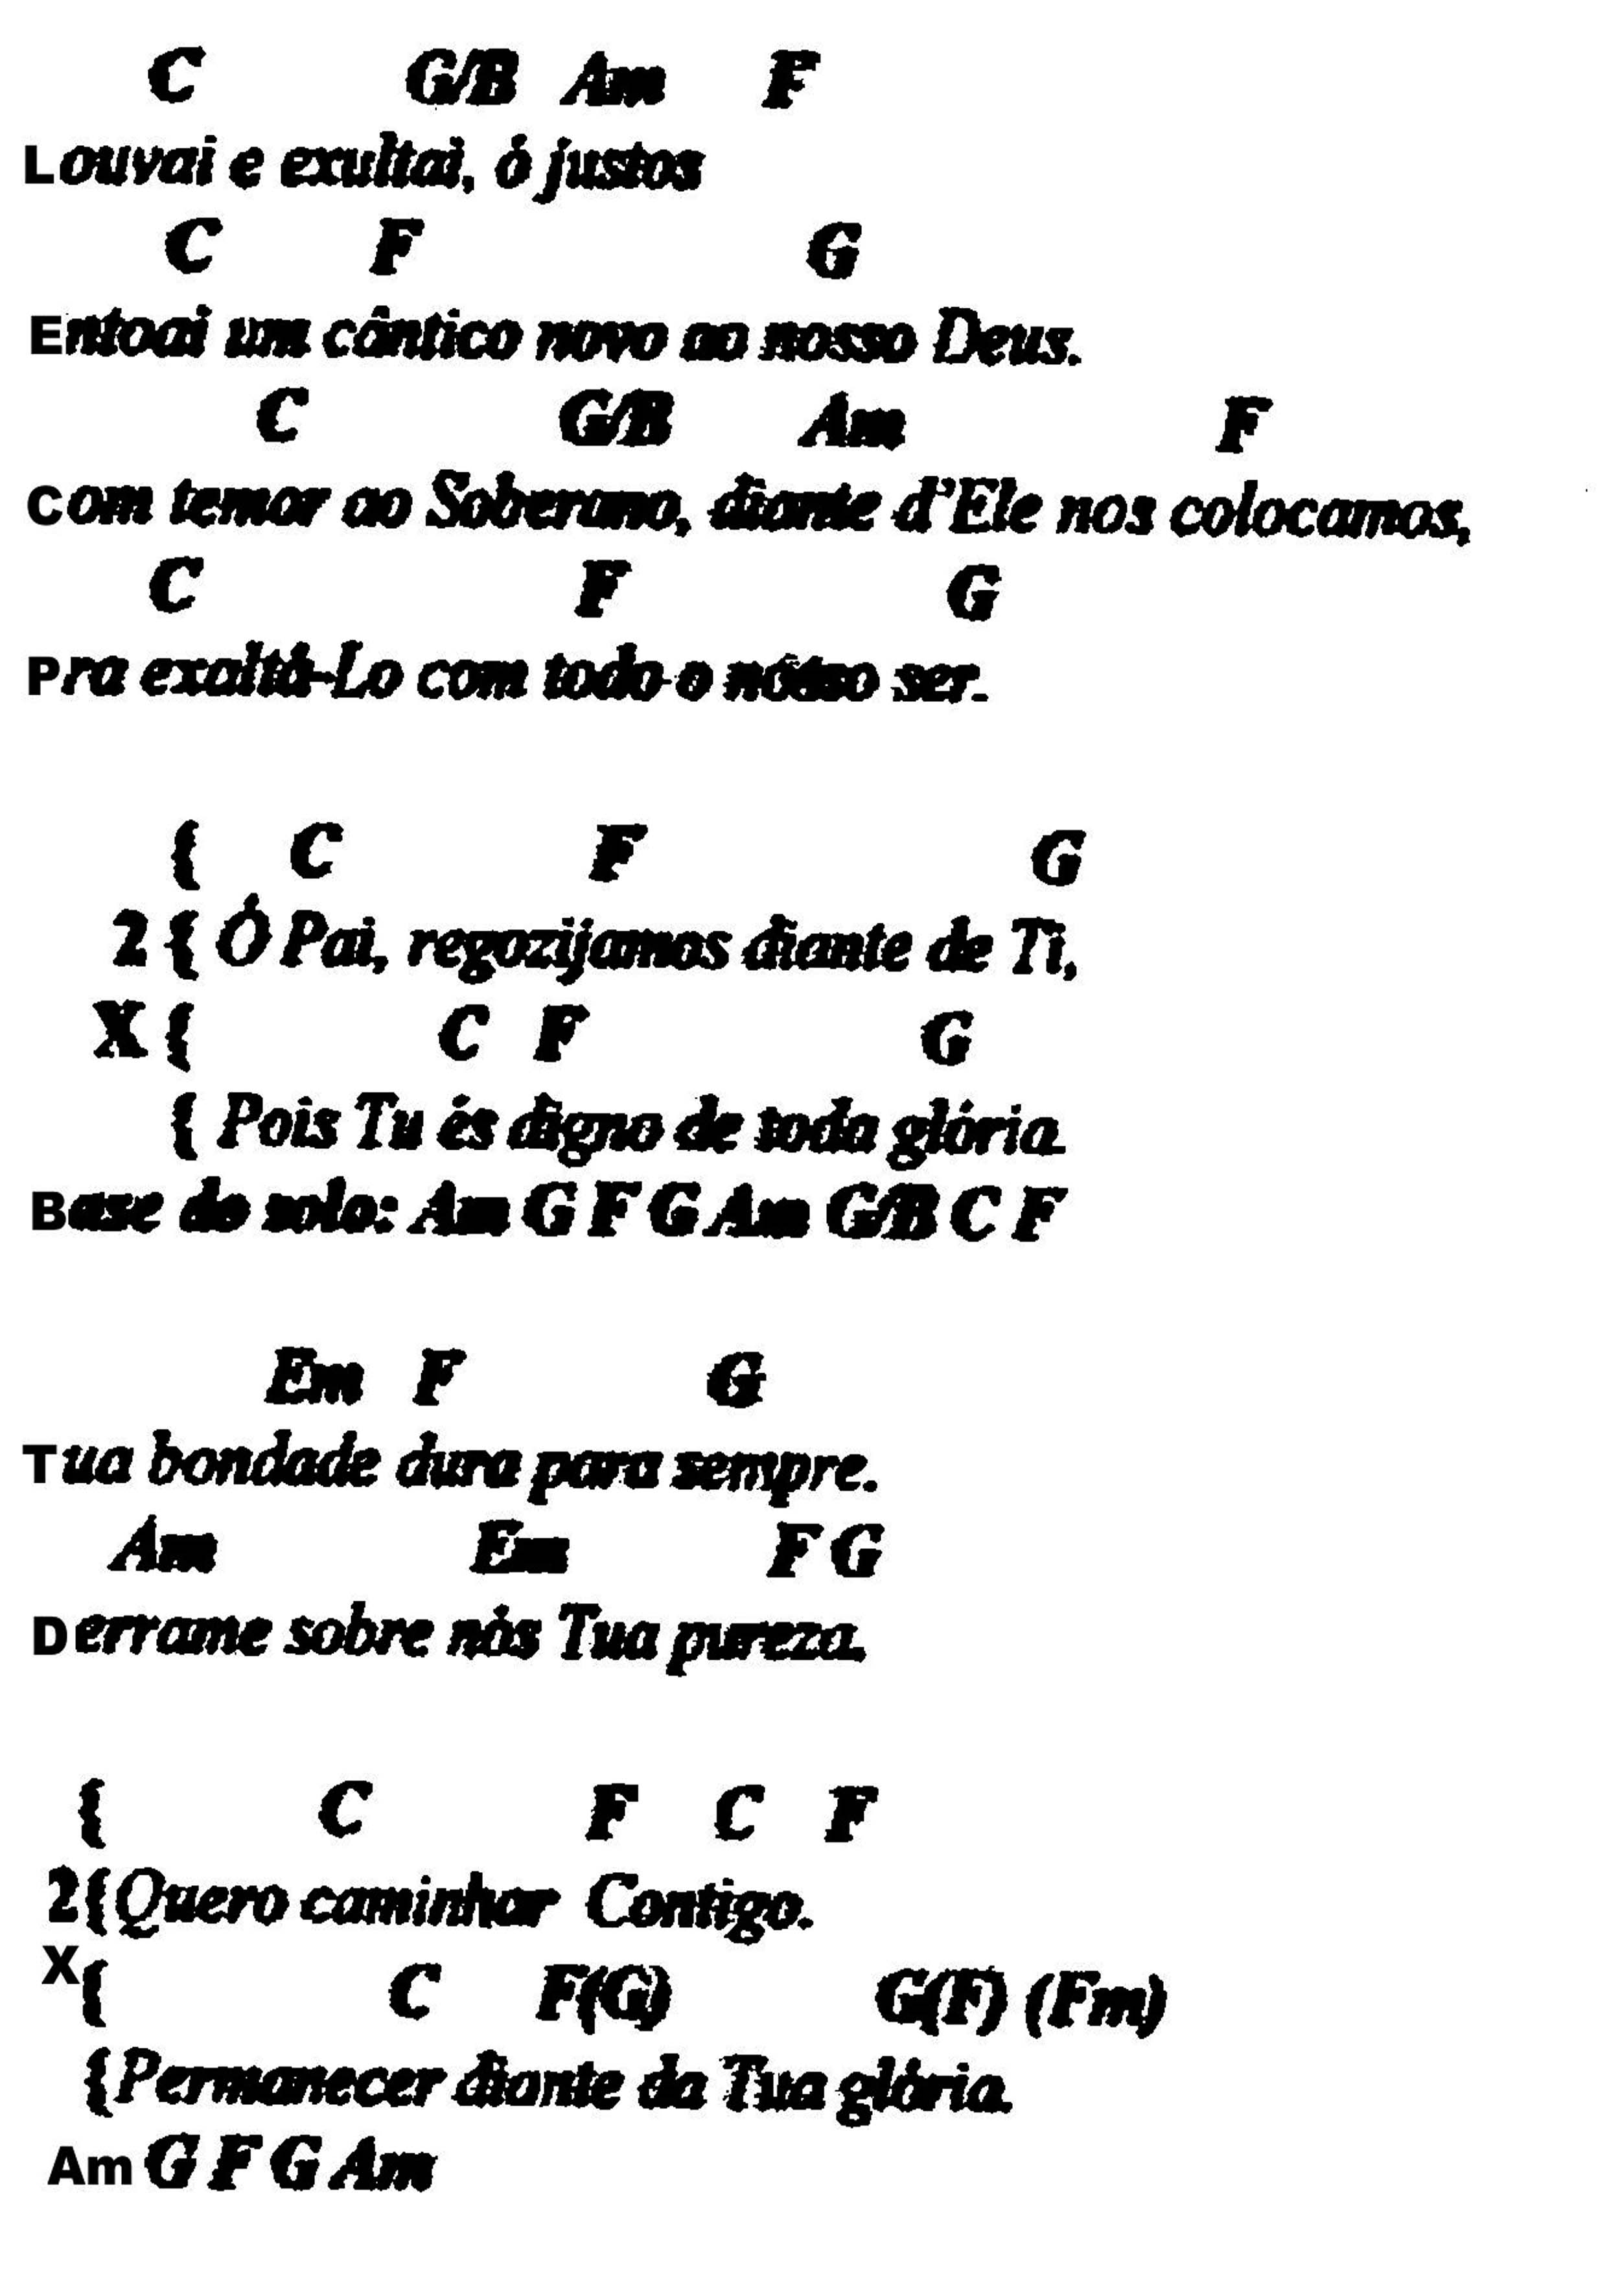 C G/B Am F
Louvai e exultai, ó justos
C F G
Entoai um cântico novo ao nosso Deus.
C G/B Am F
Com temor ao Soberano, diante d'Ele nos colocamos,
C F G
Pra exaltá-Lo com todo o nosso ser.
{ C F G
2 { Ó Pai, regozijamos diante de Ti,
X { C F G
{ Pois Tu és digno de toda glória
Base do solo: Am G F G Am G/B C F
Em F G
Tua bondade dura para sempre.
Am Em F G
Derrame sobre nós Tua pureza.
{ C F C F
2{Quero caminhar Contigo.
X{ C F(G) G(F) (Fm)
{Permanecer diante da Tua glória.
Am G F G Am